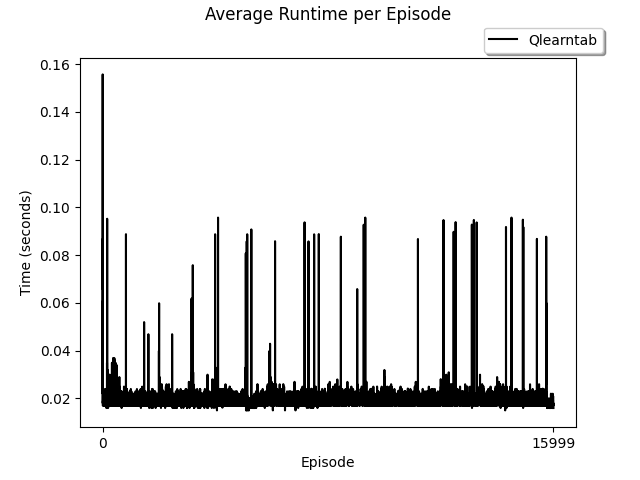 Average Runtime per Episode
Qlearntab
0.16
0.14
0.12
0.10
0.08
0.06
0.04
0.02
Time (seconds)
0
15999
Episode